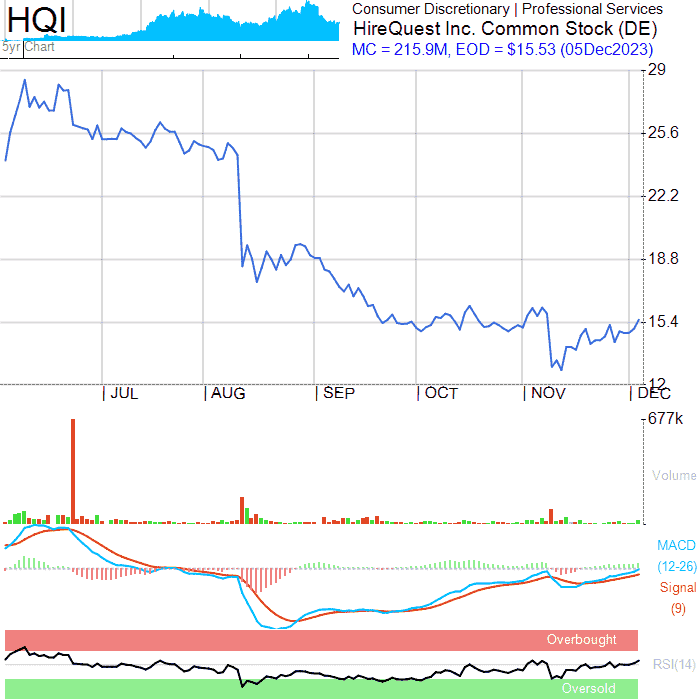 HQI
5yr Chart
Consumer Discretionary | Professional Services
HireQuest Inc. Common Stock (DE)
MC = 215.9M, EOD = $15.53 (05Dec2023)
29
25.6
22.2
18.8
15.4
12
JUL
AUG
SEP
OCT
NOV
DEC
677k
Volume
MACD
(12-26)
Signal
(9)
Overbought
RSI(14)
Oversold